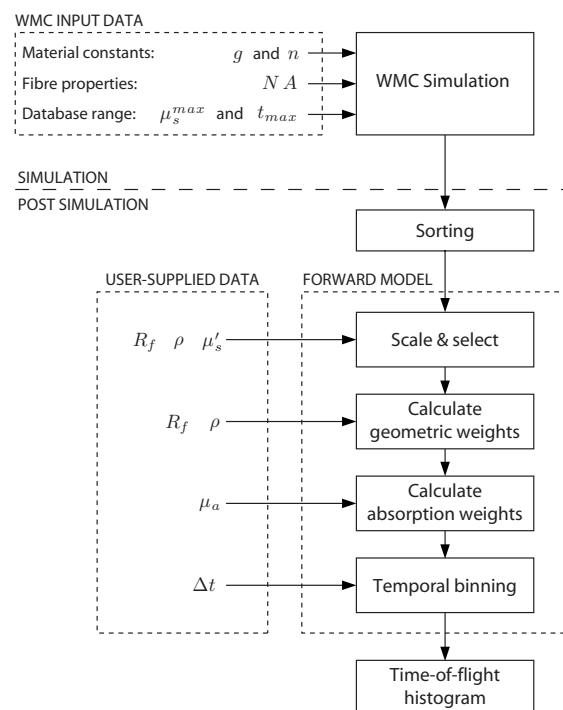 WMC INPUT DATA
Material constants: g and n
Fibre properties: N A
Database range: μ_s^{max} and t_{max}
WMC Simulation
SIMULATION
POST SIMULATION
Sorting
USER-SUPPLIED DATA
FORWARD MODEL
R_f ρ μ′_s
Scale & select
R_f ρ
Calculate
geometric weights
μ_a
Calculate
absorption weights
Δt
Temporal binning
Time-of-flight
histogram